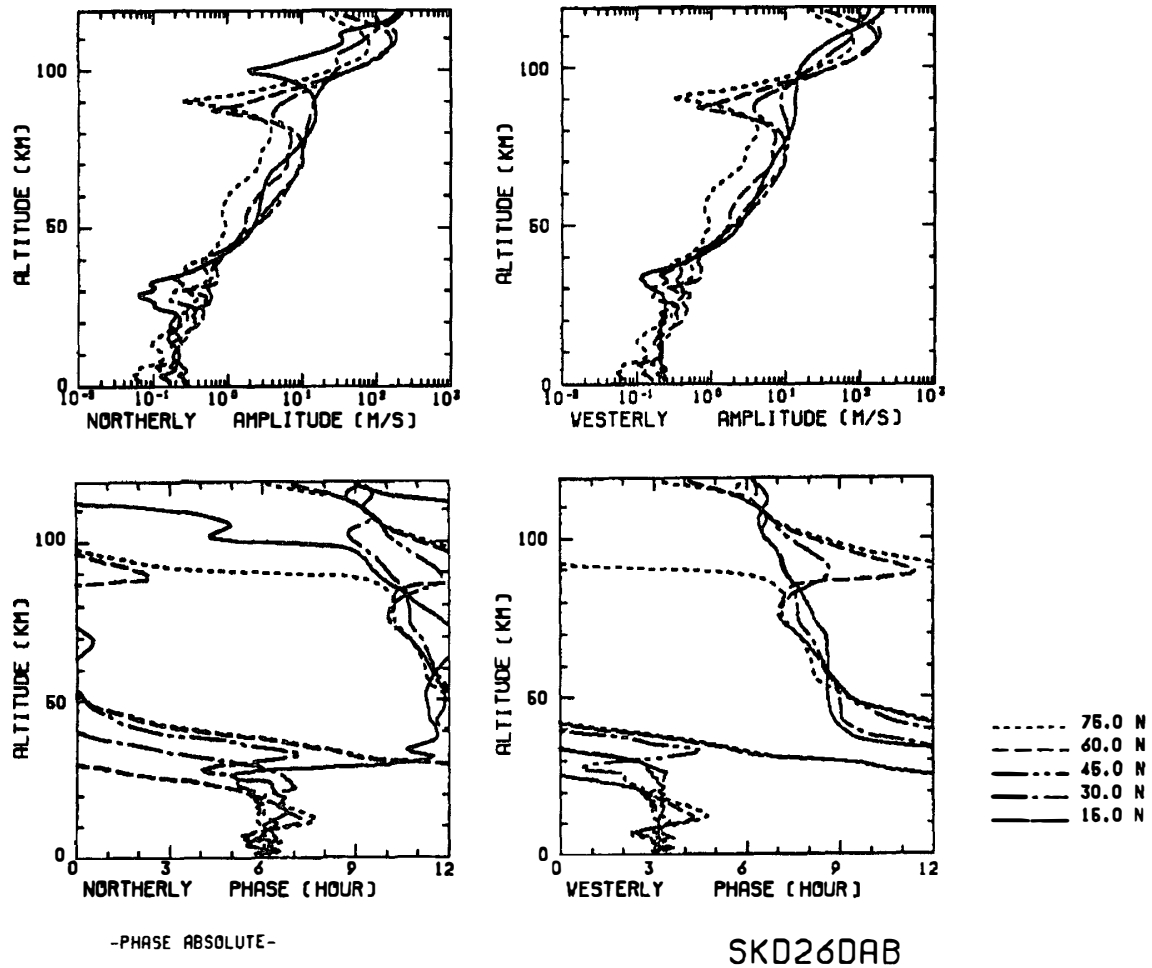 ALTITUDE (KM)
100
50
0
10⁻² 10⁻¹ 10⁰ 10¹ 10² 10³
NØRTHERLY AMPLITUDE (M/S)
ALTITUDE (KM)
100
50
0
10⁻² 10⁻¹ 10⁰ 10¹ 10² 10³
WESTERLY AMPLITUDE (M/S)
ALTITUDE (KM)
100
50
0
0 3 6 9 12
NØRTHERLY PHASE (HOUR)
ALTITUDE (KM)
100
50
0
0 3 6 9 12
WESTERLY PHASE (HOUR)
75.0 N
60.0 N
45.0 N
30.0 N
15.0 N
-PHASE ABSOLUTE-
SKD26DAB